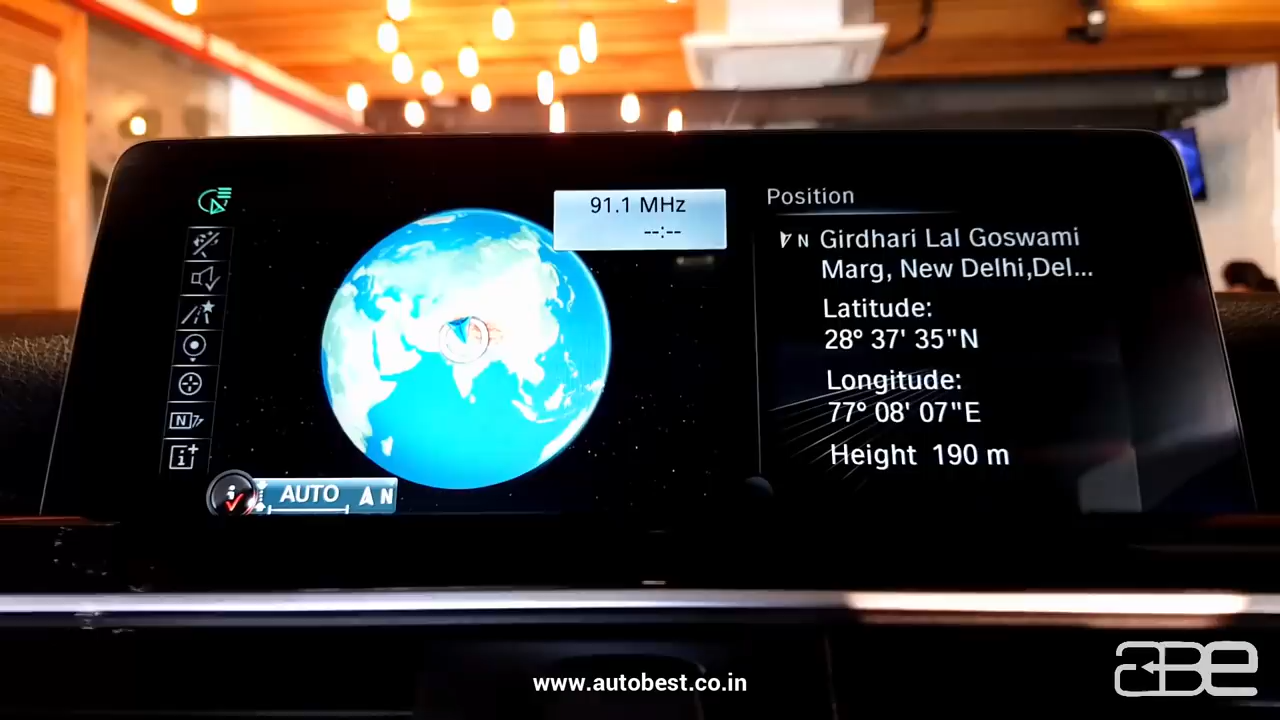 91.1 MHz
--:--
Position
N Girdhari Lal Goswami
Marg, New Delhi,Del...
Latitude:
28° 37' 35"N
Longitude:
77° 08' 07"E
Height 190 m
N
i+
i
AUTO
N
www.autobest.co.in
aBe